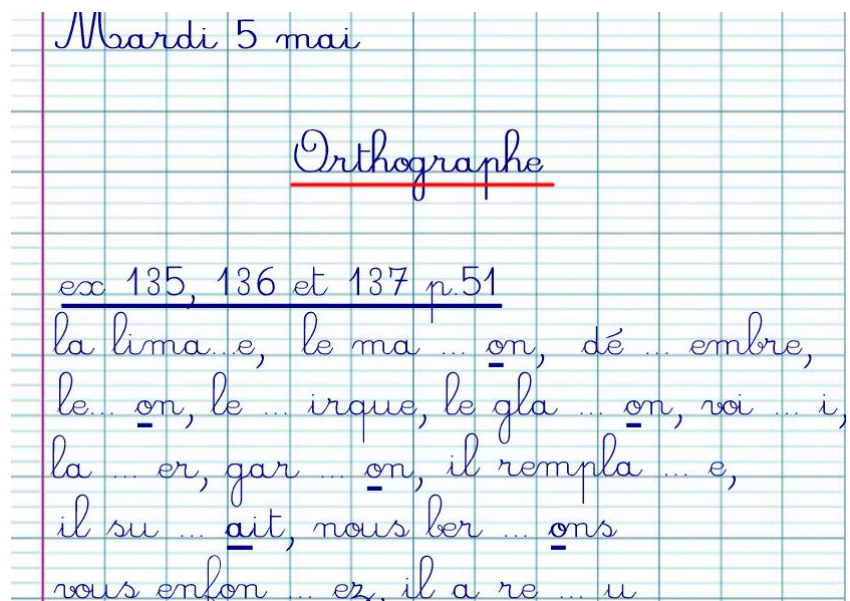 Mardi 5 mai
Orthographe
ex 135, 136 et 137 p.51
la lima...e, le ma ... on, dé ... embre,
le... on, le ... irque, le gla ... on, voi ... i,
la ... er, gar ... on, il rempla ... e,
il su ... ait, nous ber ... ons
vous enfon ... ez, il a re ... u